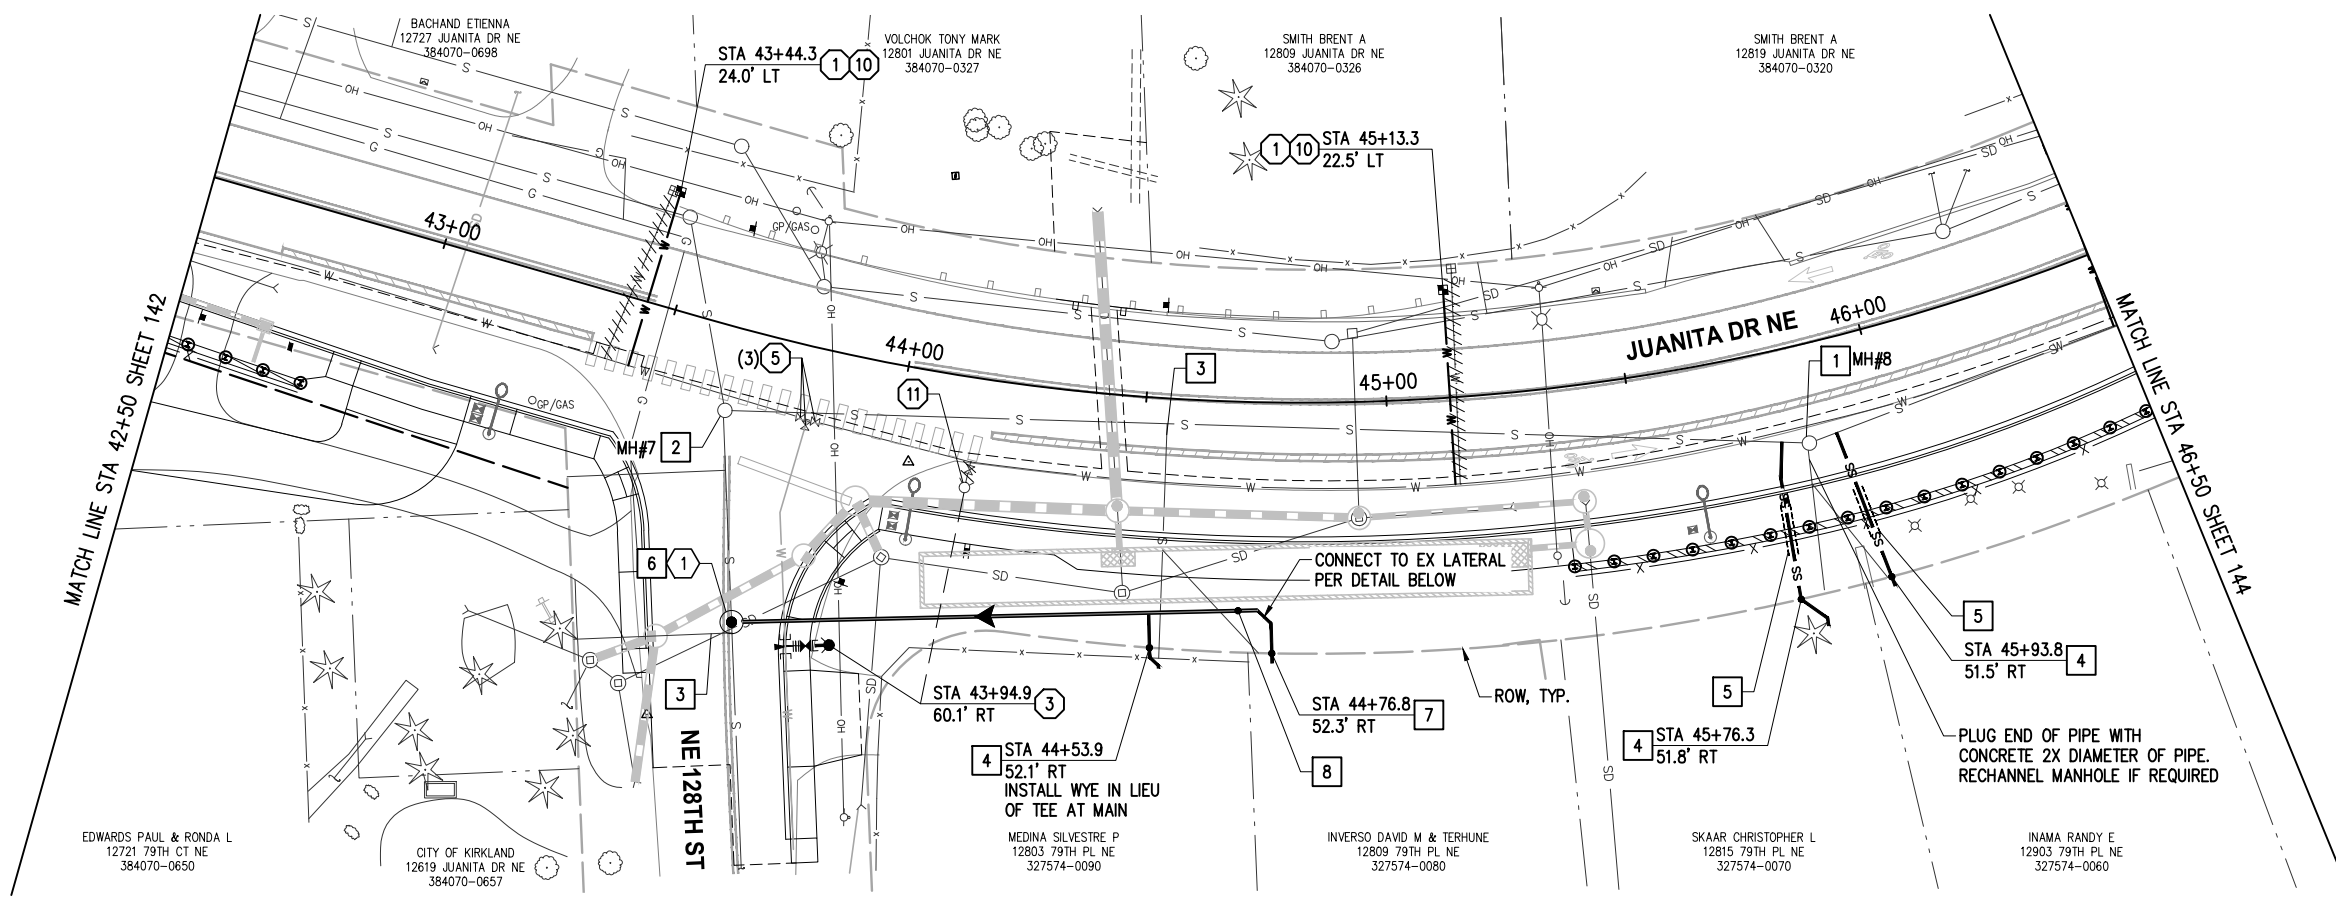 BACHAND ETIENNA
12727 JUANITA DR NE
384070-0698
STA 43+44.3
24.0' LT
1
10
VOLCHOK TONY MARK
12801 JUANITA DR NE
384070-0327
SMITH BRENT A
12809 JUANITA DR NE
384070-0326
SMITH BRENT A
12819 JUANITA DR NE
384070-0320
1
10
STA 45+13.3
22.5' LT
43+00
GP/GAS
44+00
45+00
46+00
JUANITA DR NE
MATCH LINE STA 42+50 SHEET 142
MATCH LINE STA 46+50 SHEET 144
(3)
5
11
3
1
MH#8
GP/GAS
MH#7
2
6
1
CONNECT TO EX LATERAL
PER DETAIL BELOW
3
STA 43+94.9
60.1' RT
3
4
STA 44+53.9
52.1' RT
INSTALL WYE IN LIEU
OF TEE AT MAIN
STA 44+76.8
52.3' RT
7
8
ROW, TYP.
5
STA 45+93.8
51.5' RT
4
5
4
STA 45+76.3
51.8' RT
PLUG END OF PIPE WITH
CONCRETE 2X DIAMETER OF PIPE.
RECHANNEL MANHOLE IF REQUIRED
NE 128TH ST
EDWARDS PAUL & RONDA L
12721 79TH CT NE
384070-0650
CITY OF KIRKLAND
12619 JUANITA DR NE
384070-0657
MEDINA SILVESTRE P
12803 79TH PL NE
327574-0090
INVERSO DAVID M & TERHUNE
12809 79TH PL NE
327574-0080
SKAAR CHRISTOPHER L
12815 79TH PL NE
327574-0070
INAMA RANDY E
12903 79TH PL NE
327574-0060